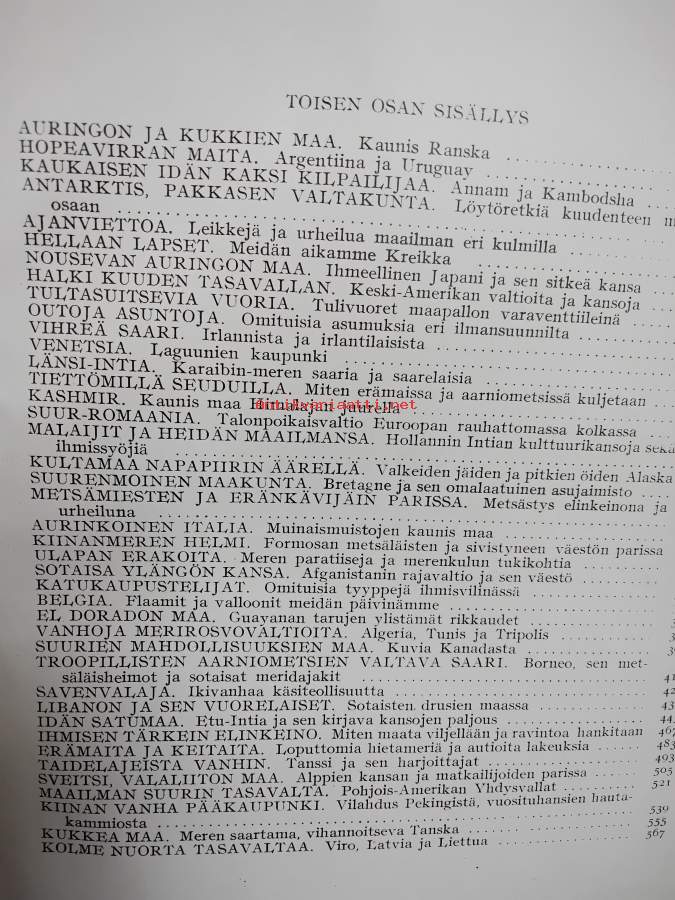 TOISEN OSAN SISÄLLYS
AURINGON JA KUKKIEN MAA. Kaunis Ranska
HOPEAVIRRAN MAITA. Argentiina ja Uruguay
KAUKAISEN IDÄN KAKSI KILPAILIJAA. Annam ja Kambodsha
ANTARKTIS, PAKKASEN VALTAKUNTA. Löytöretkiä kuudenteen
osaan
AJANVIETTOA. Leikkejä ja urheilua maailman eri kulmilla
HELLAAN LAPSET. Meidän aikamme Kreikka
NOUSEVAN AURINGON MAA. Ihmeellinen Japani ja sen sitkeä kansa
HALKI KUUDEN TASAVALLAN. Keski-Amerikan valtioita ja kansoja
TULTASUITSEVIA VUORIA. Tulivuoret maapallon varaventtiileinä
OUTOJA ASUNTOJA. Omituisia asumuksia eri ilmansuunnilta
VIHREÄ SAARI. Irlannista ja irlantilaisista
VENETSIA. Laguunien kaupunki
LÄNSI-INTIA. Karaibin-meren saaria ja saarelaisia
TIETTÖMILLÄ SEUDUILLA. Miten erämaissa ja aarniometsissä kuljetaan
KASHMIR. Kaunis maa Himalajan juurella
antikvariaatti.net
SUUR-ROMAANIA. Talonpoikaisvaltio Euroopan rauhattomassa kolkassa
MALAIJIT JA HEIDÄN MAAILMANSA. Hollannin Intian kulttuurikansoja sekä
ihmissyöjiä
KULTAMAA NAPAPIIRIN ÄÄRELLÄ. Valkeiden jäiden ja pitkien öiden Alaska
SUURENMOINEN MAAKUNTA. Bretagne ja sen omalaatuinen asujaimisto
METSÄMIESTEN JA ERÄNKÄVIJÄIN PARISSA. Metsästys elinkeinona ja
urheiluna
AURINKOINEN ITALIA. Muinaismuistojen kaunis maa
KIINANMEREN HELMI. Formosan metsäläisten ja sivistyneen väestön parissa
ULAPAN ERAKOITA. Meren paratiiseja ja merenkulun tukikohtia
SOTAISA YLÄNGÖN KANSA. Afganistanin rajavaltio ja sen väestö
KATUKAUPUSTELIJAT. Omituisia tyyppejä ihmisvilinässä
BELGIA. Flaamit ja valloonit meidän päivinämme
EL DORADON MAA. Guayanan tarujen ylistämät rikkaudet
VANHOJA MERIROSVOVALTIOITA. Algeria, Tunis ja Tripolis
SUURIEN MAHDOLLISUUKSIEN MAA. Kuvia Kanadasta
TROOPILLISTEN AARNIOMETSIEN VALTAVA SAARI. Borneo, sen met-
säläisheimot ja sotaisat meridajakit
SAVENVALAJA. Ikivanhaa käsiteollisuutta
LIBANON JA SEN VUORELAISET. Sotaisten drusien maassa
IDÄN SATUMAA. Etu-Intia ja sen kirjava kansojen paljous
IHMISEN TÄRKEIN ELINKEINO. Miten maata viljellään ja ravintoa hankitaan 467
ERÄMAITA JA KEITAITA. Loputtomia hietameriä ja autioita lakeuksia 483
TAIDELAJEISTA VANHIN. Tanssi ja sen harjoittajat 493
SVEITSI, VALALIITON MAA. Alppien kansan ja matkailijoiden parissa 505
MAAILMAN SUURIN TASAVALTA. Pohjois-Amerikan Yhdysvallat 521
KIINAN VANHA PÄÄKAUPUNKI. Vilahdus Pekingistä, vuosituhansien hauta-
kammiosta 539
KUKKEA MAA. Meren saartama, vihannoitseva Tanska 555
KOLME NUORTA TASAVALTAA. Viro, Latvia ja Liettua 567